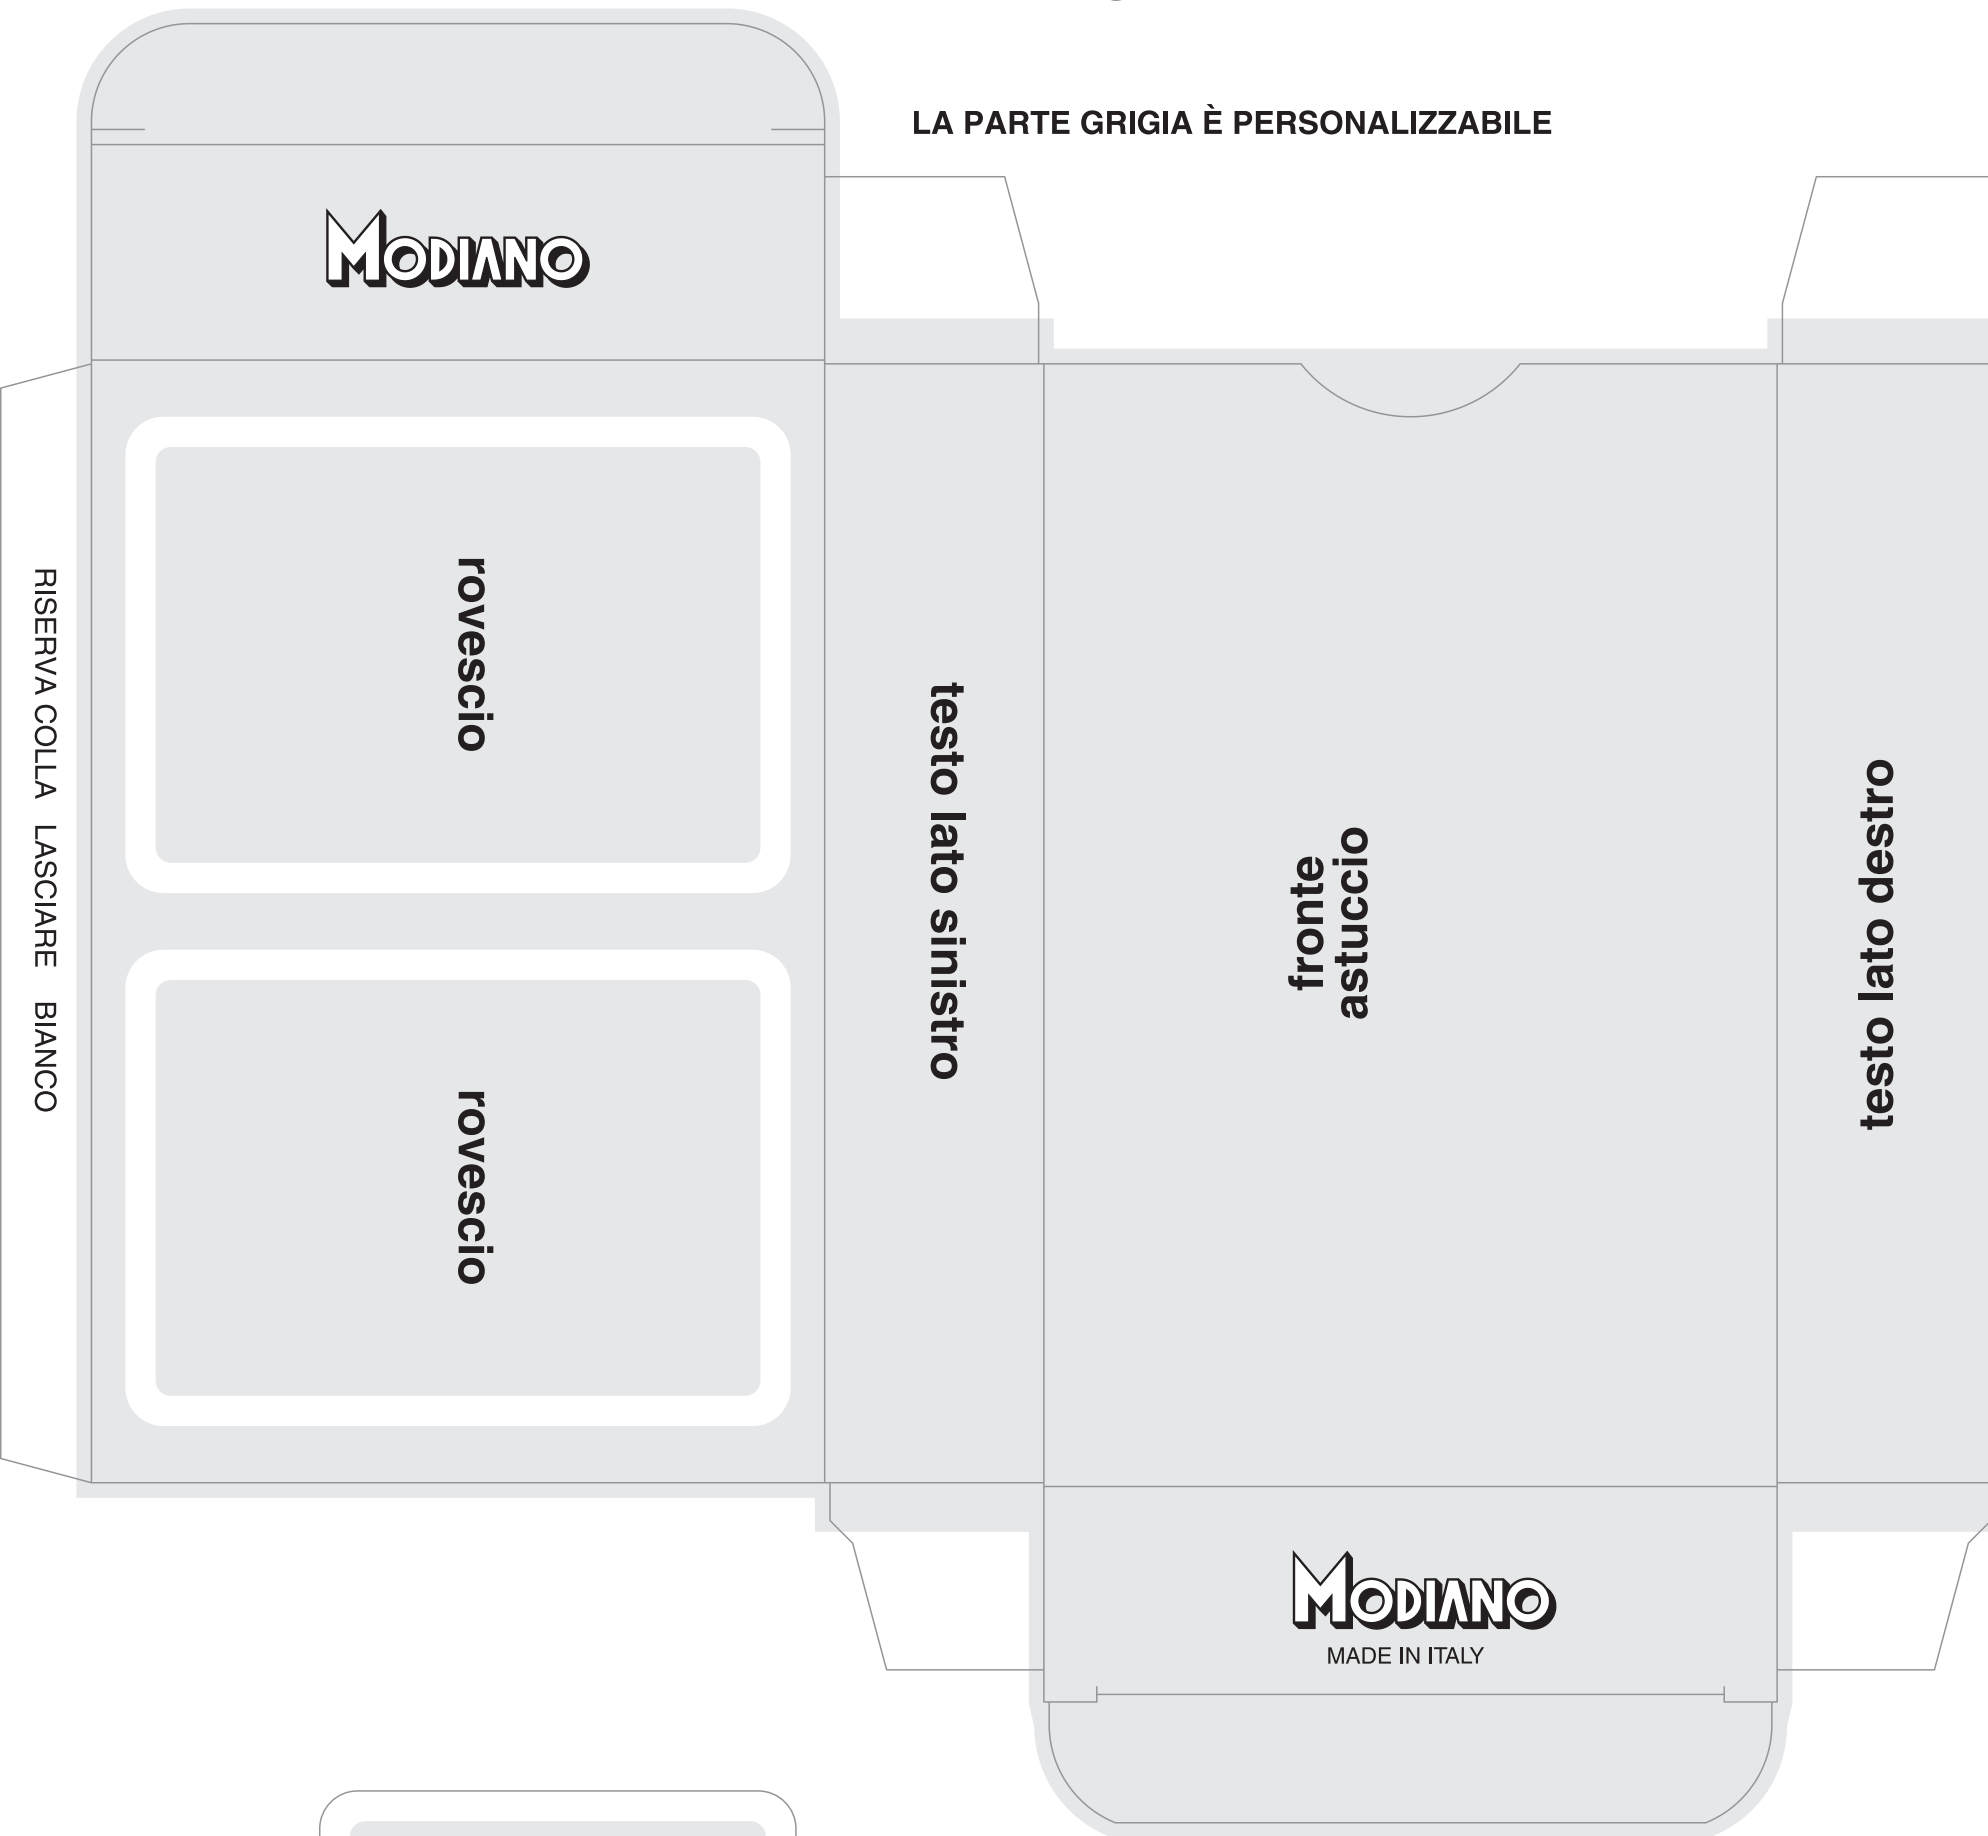 LA PARTE GRIGIA È PERSONALIZZABILE
MODIANO
RISERVA COLLA LASCIARE BIANCO
rovescio
rovescio
testo lato sinistro
fronte
astuccio
testo lato destro
MODIANO
MADE IN ITALY